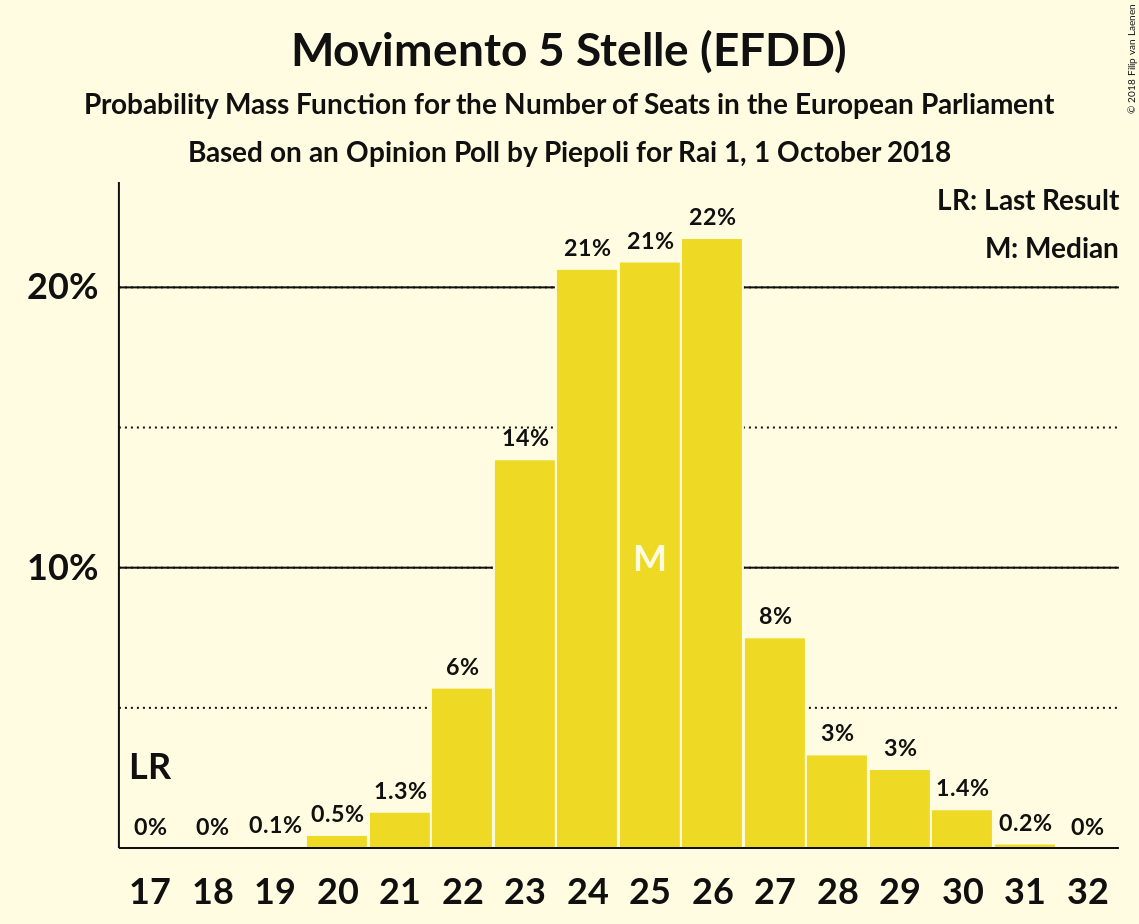 Movimento 5 Stelle (EFDD)
Probability Mass Function for the Number of Seats in the European Parliament
Based on an Opinion Poll by Piepoli for Rai 1, 1 October 2018
© 2018 Filip van Laenen
LR: Last Result
M: Median
20%
10%
LR
M
0%
0%
0.1%
0.5%
1.3%
6%
14%
21%
21%
22%
8%
3%
3%
1.4%
0.2%
0%
17 18 19 20 21 22 23 24 25 26 27 28 29 30 31 32